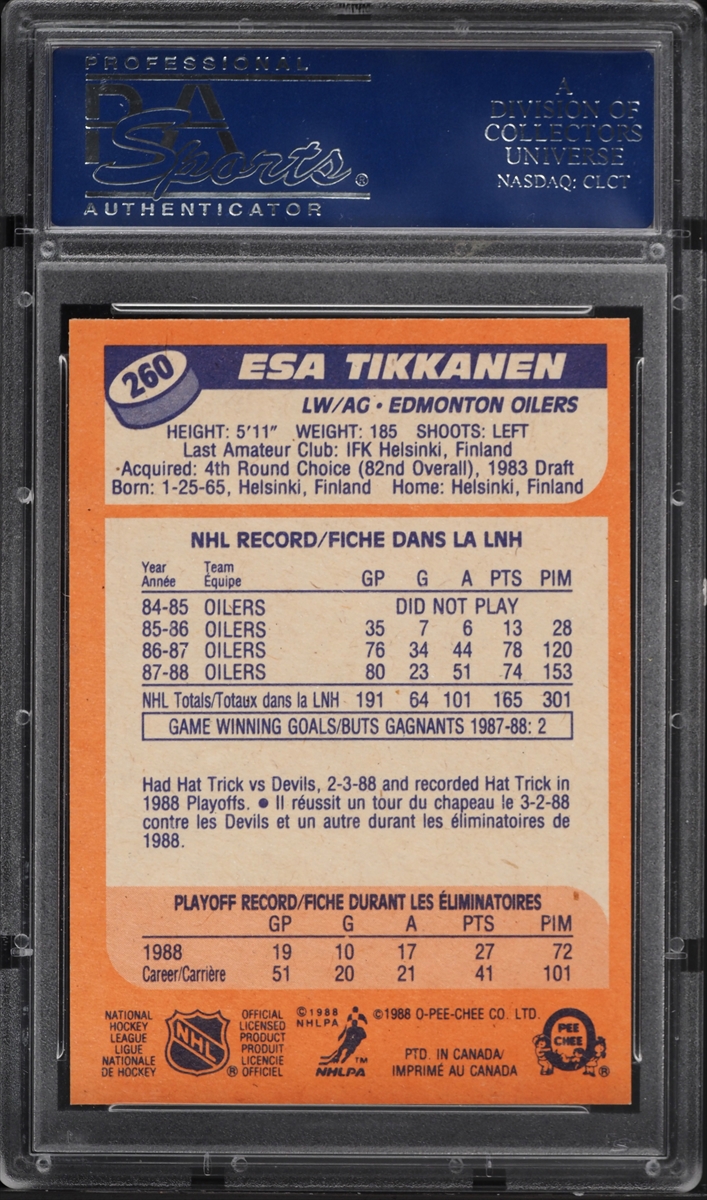 PROFESSIONAL
PSA
Sports®
AUTHENTICATOR
A
DIVISION OF
COLLECTORS
UNIVERSE
NASDAQ: CLCT
260
ESA TIKKANEN
LW/AG • EDMONTON OILERS
HEIGHT: 5'11" WEIGHT: 185 SHOOTS: LEFT
Last Amateur Club: IFK Helsinki, Finland
Acquired: 4th Round Choice (82nd Overall), 1983 Draft
Born: 1-25-65, Helsinki, Finland Home: Helsinki, Finland
NHL RECORD/FICHE DANS LA LNH
Year Team
Année Équipe GP G A PTS PIM
84-85 OILERS DID NOT PLAY
85-86 OILERS 35 7 6 13 28
86-87 OILERS 76 34 44 78 120
87-88 OILERS 80 23 51 74 153
NHL Totals/Totaux dans la LNH 191 64 101 165 301
GAME WINNING GOALS/BUTS GAGNANTS 1987-88: 2
Had Hat Trick vs Devils, 2-3-88 and recorded Hat Trick in
1988 Playoffs. • Il réussit un tour du chapeau le 3-2-88
contre les Devils et un autre durant les éliminatoires de
1988.
PLAYOFF RECORD/FICHE DURANT LES ÉLIMINATOIRES
GP G A PTS PIM
1988 19 10 17 27 72
Career/Carrière 51 20 21 41 101
NATIONAL
HOCKEY
LEAGUE
LIGUE
NATIONALE
DE HOCKEY
NHL
®
OFFICIAL
LICENSED
PRODUCT
PRODUIT
LICENCIE
OFFICIEL
©1988
NHLPA
™
NHLPA
©1988 O-PEE-CHEE CO. LTD.
PTD. IN CANADA/
IMPRIMÉ AU CANADA
O
PEE
CHEE
®